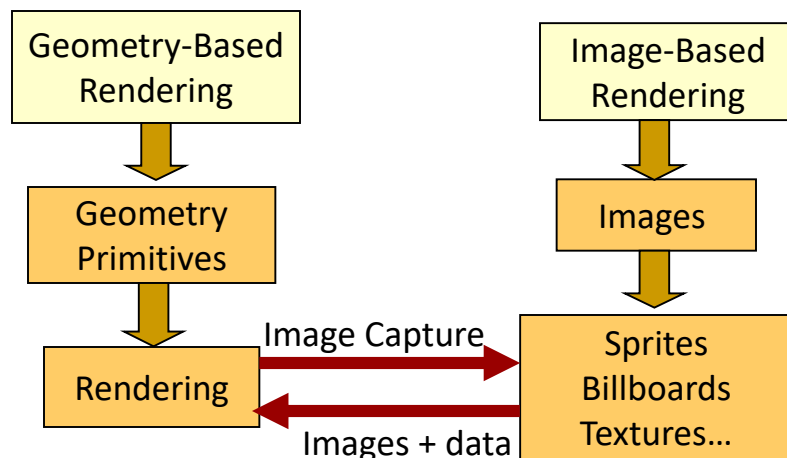 Geometry-Based
Rendering
Image-Based
Rendering
Geometry
Primitives
Images
Image Capture
Rendering
Sprites
Billboards
Textures…
Images + data